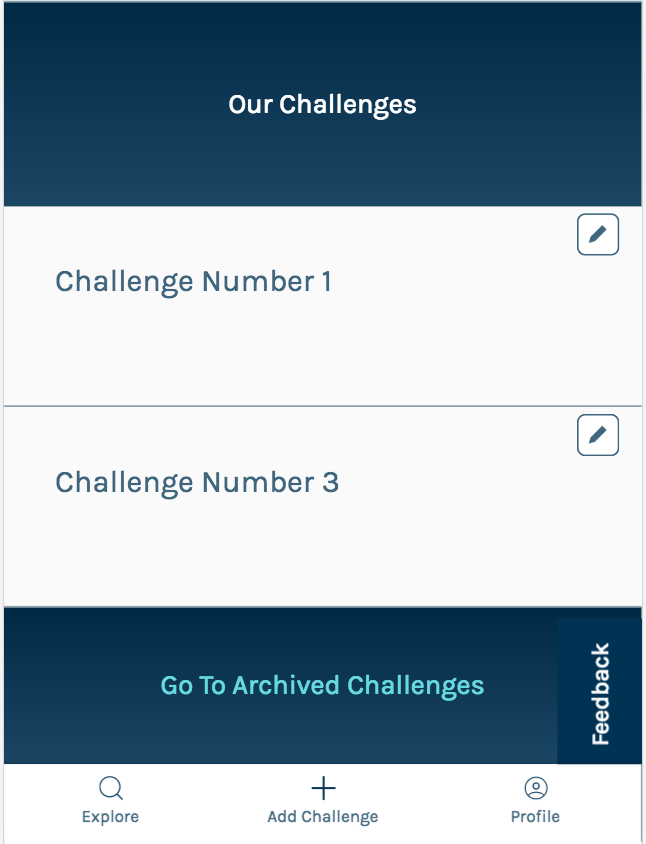 Our Challenges
Challenge Number 1
Challenge Number 3
Go To Archived Challenges
Feedback
Explore
Add Challenge
Profile